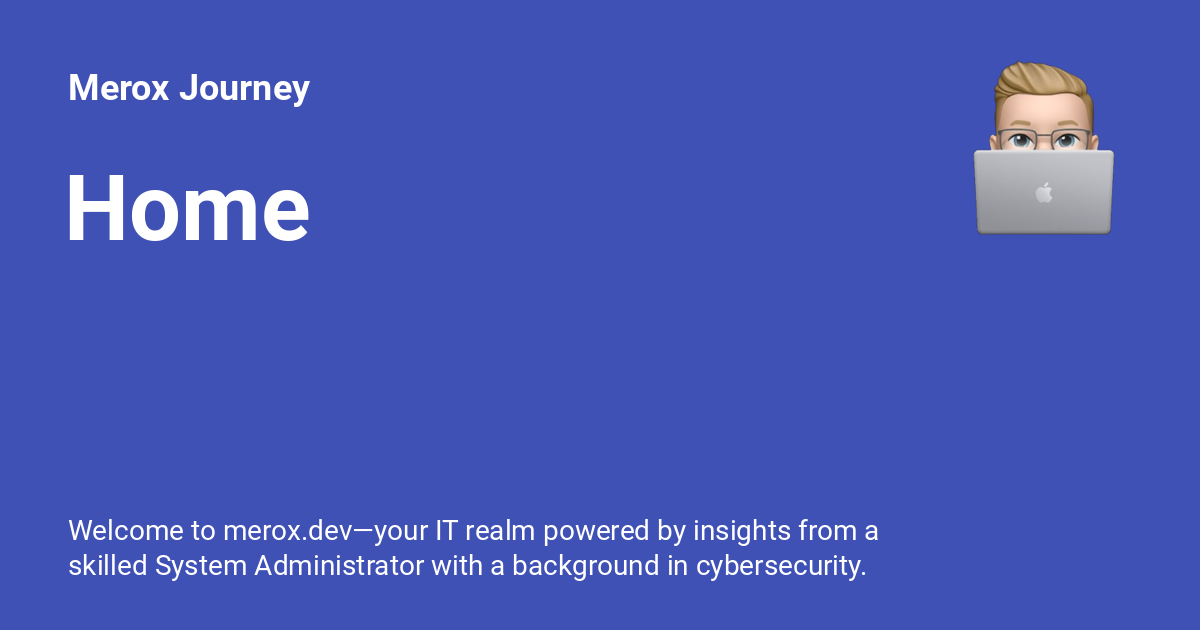 Merox Journey
Home
Welcome to merox.dev—your IT realm powered by insights from a
skilled System Administrator with a background in cybersecurity.